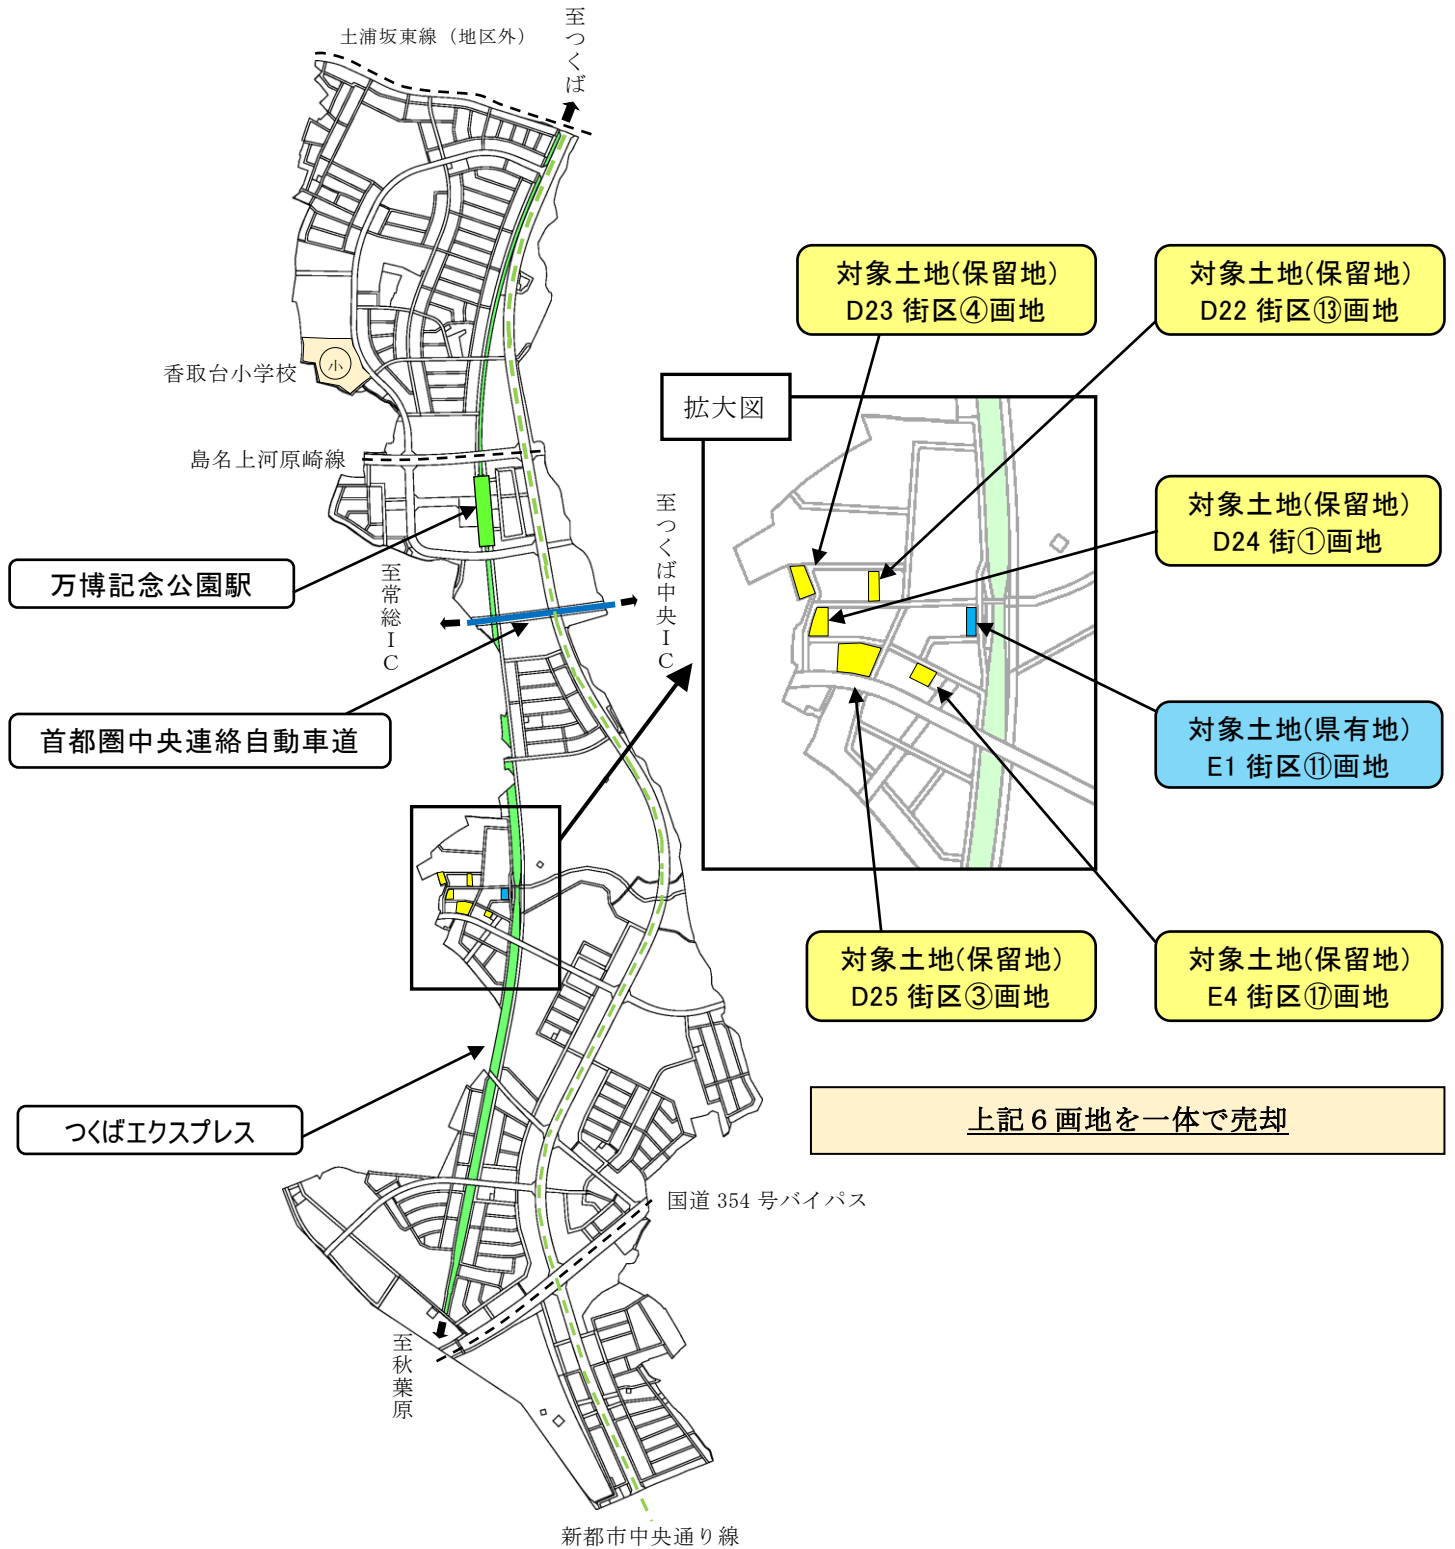 土浦坂東線（地区外）
至つくば
対象土地(保留地)
D23 街区④画地
対象土地(保留地)
D22 街区⑬画地
香取台小学校
小
拡大図
島名上河原崎線
対象土地(保留地)
D24 街①画地
至つくば中央ＩＣ
万博記念公園駅
至常総ＩＣ
首都圏中央連絡自動車道
対象土地(県有地)
E1 街区⑪画地
対象土地(保留地)
D25 街区③画地
対象土地(保留地)
E4 街区⑰画地
つくばエクスプレス
上記６画地を一体で売却
国道 354 号バイパス
至秋葉原
新都市中央通り線